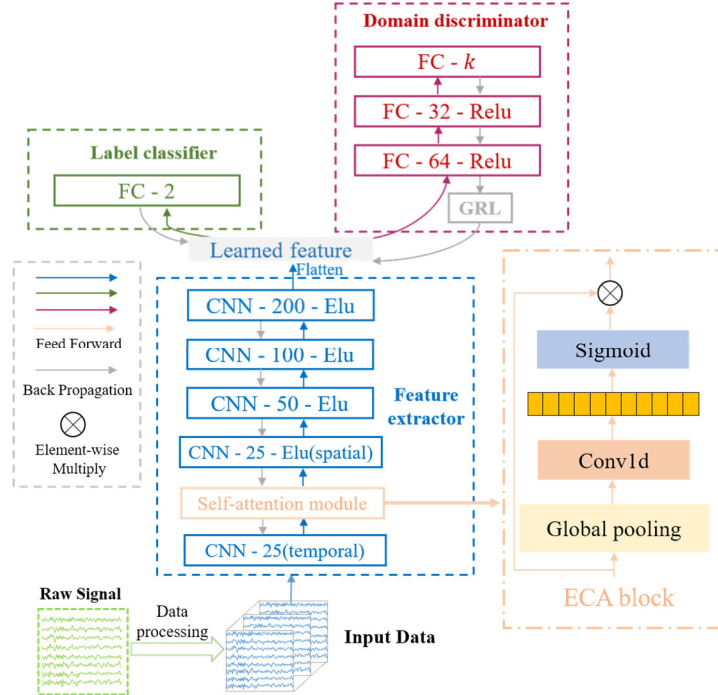 Domain discriminator
FC - k
FC - 32 - Relu
FC - 64 - Relu
GRL
Label classifier
FC - 2
Learned feature
Flatten
CNN - 200 - Elu
CNN - 100 - Elu
CNN - 50 - Elu
CNN - 25 - Elu(spatial)
Self-attention module
CNN - 25(temporal)
Feature
extractor
Feed Forward
Back Propagation
Element-wise
Multiply
Sigmoid
Conv1d
Global pooling
ECA block
Raw Signal
Data
processing
Input Data